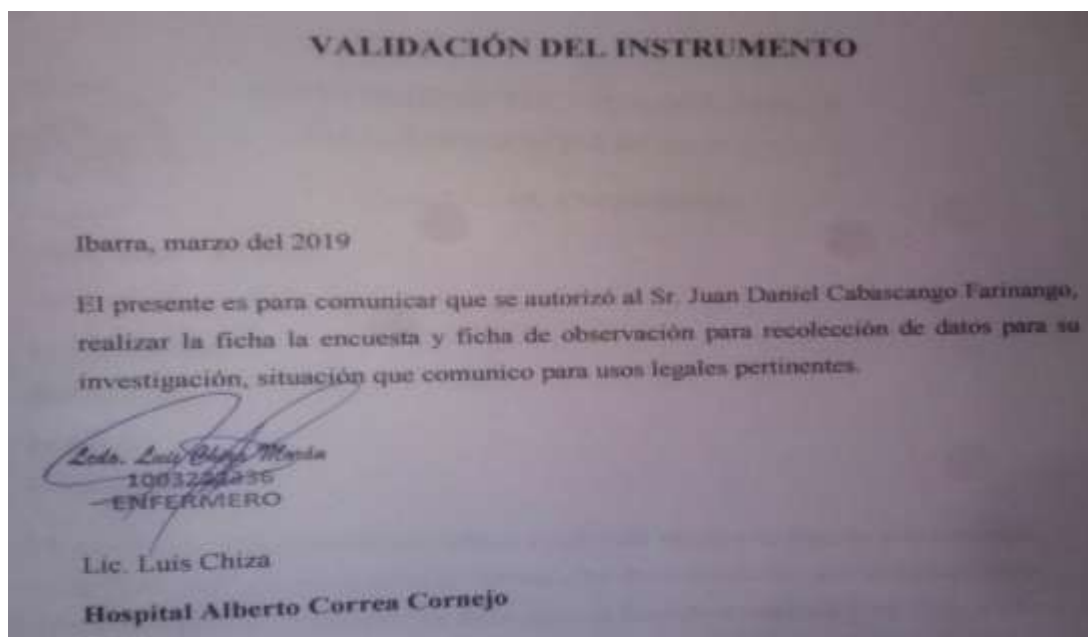 VALIDACIÓN DEL INSTRUMENTO
Ibarra, marzo del 2019
El presente es para comunicar que se autorizó al Sr. Juan Daniel Cabascango Farinango,
realizar la ficha la encuesta y ficha de observación para recolección de datos para su
investigación, situación que comunico para usos legales pertinentes.
Lcdo. Luis
ENFERMERO
Lic. Luis Chiza
Hospital Alberto Correa Cornejo